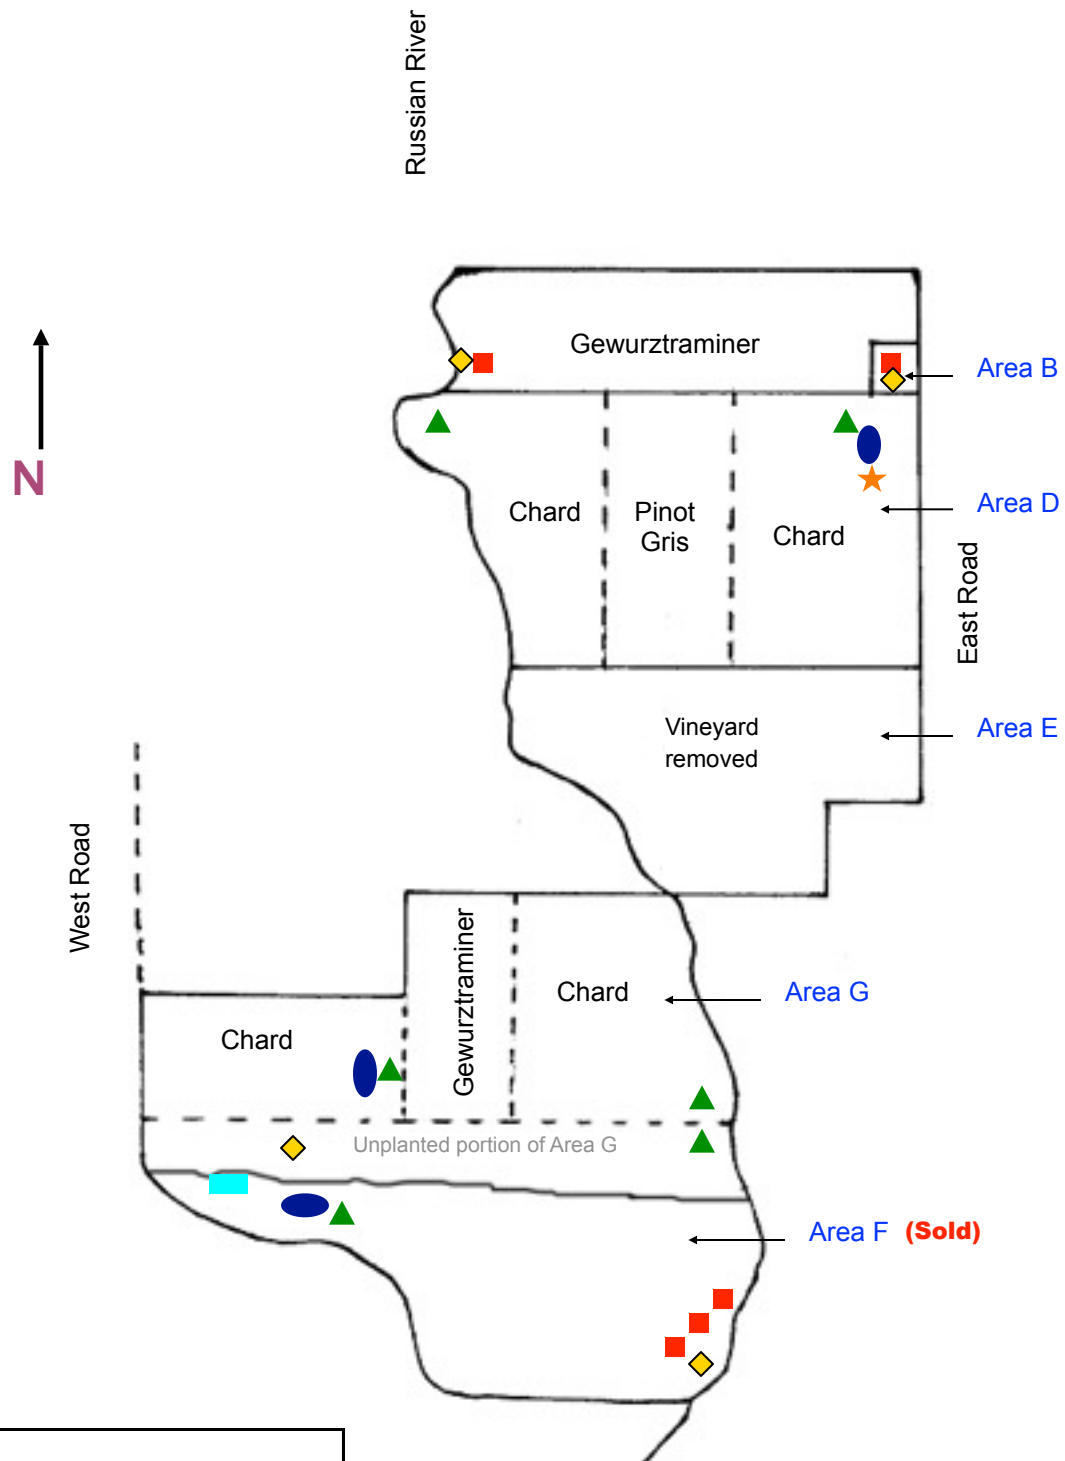 Russian River
Gewurztraminer
Area B
N
Area D
Chard
Pinot
Gris
Chard
East Road
Area E
Vineyard
removed
West Road
Gewurztraminer
Chard
Area G
Chard
Unplanted portion of Area G
Area F (Sold)